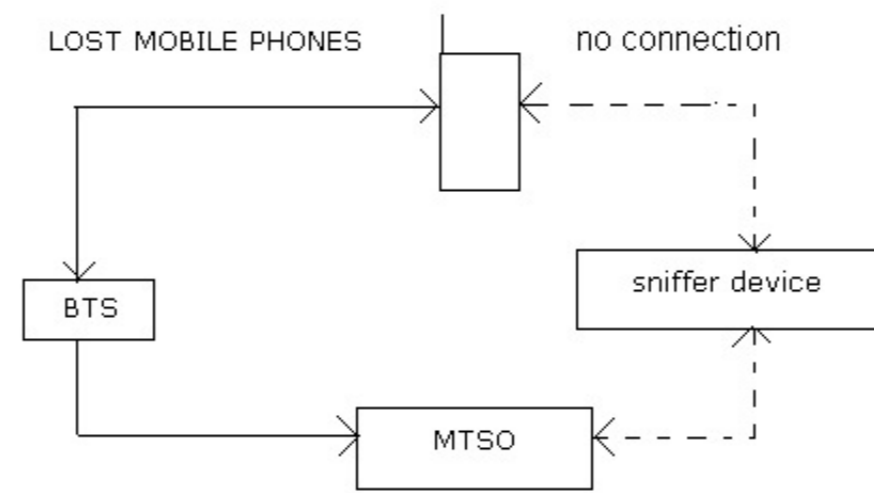 LOST MOBILE PHONES
no connection
sniffer device
BTS
MTSO